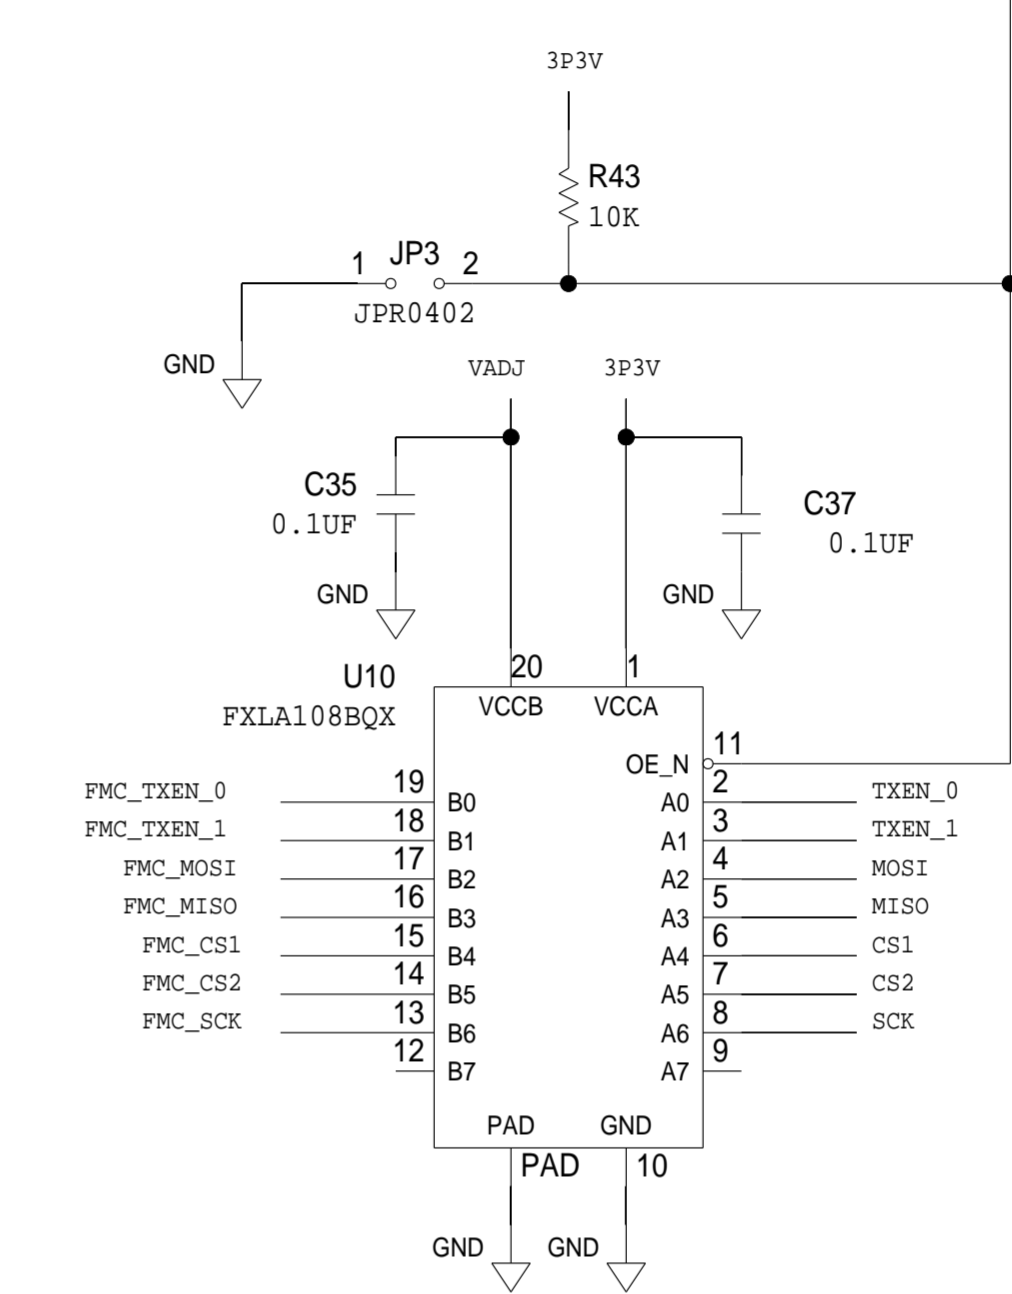 3P3V
R43
10K
1 JP3 2
JPR0402
GND
VADJ 3P3V
C35
0.1UF
C37
0.1UF
GND GND
U10
FXLA108BQX
20 1
VCCB VCCA
OE_N 11
FMC_TXEN_0 19 B0 A0 2 TXEN_0
FMC_TXEN_1 18 B1 A1 3 TXEN_1
FMC_MOSI 17 B2 A2 4 MOSI
FMC_MISO 16 B3 A3 5 MISO
FMC_CS1 15 B4 A4 6 CS1
FMC_CS2 14 B5 A5 7 CS2
FMC_SCK 13 B6 A6 8 SCK
12 B7 A7 9
PAD GND
PAD 10
GND GND